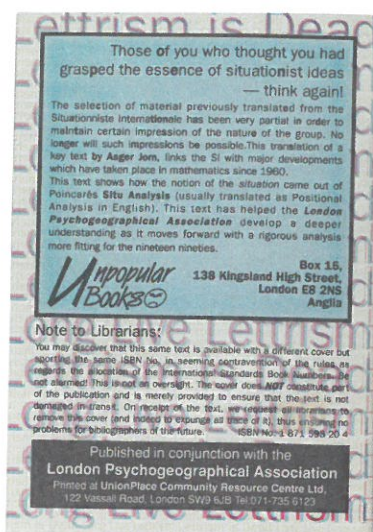 Lettrism is Dead
Those of you who thought you had
grasped the essence of situationist ideas
— think again!
The selection of material previously translated from the
Situationniste Internationale has been very partial in order to
maintain certain impression of the nature of the group. No
longer will such impressions be possible.This translation of a
key text by Asger Jorn, links the SI with major developments
which have taken place in mathematics since 1960.
This text shows how the notion of the situation came out of
Poincarés Situ Analysis (usually translated as Positional
Analysis in English). This text has helped the London
Psychogeographical Association develop a deeper
understanding as it moves forward with a rigorous analysis
more fitting for the nineteen nineties.
Unpopular
Books
Box 15,
138 Kingsland High Street,
London E8 2NS
Anglia
Long Live Lettrism
Note to Librarians:
You may discover that this same text is available with a different cover but
sporting the same ISBN No, in seeming contravention of the rules as
regards the location of the International Standards Book Numbers. Be
not alarmed! This is not an oversight. The cover does NOT constitute part
of the publication and is merely provided to ensure that the text is not
damaged in transit. On receipt of the text, we request all librarians to
remove this cover (and indeed to expunge all trace of it), thus ensuring no
problems for bibliographers of the future. ISBN No: 1 871 593 20 4
Published in conjunction with the
London Psychogeographical Association
Printed at UnionPlace Community Resource Centre Ltd,
122 Vassall Road, London SW9 6JB Tel 071-735 6123
Long Live Lettrism